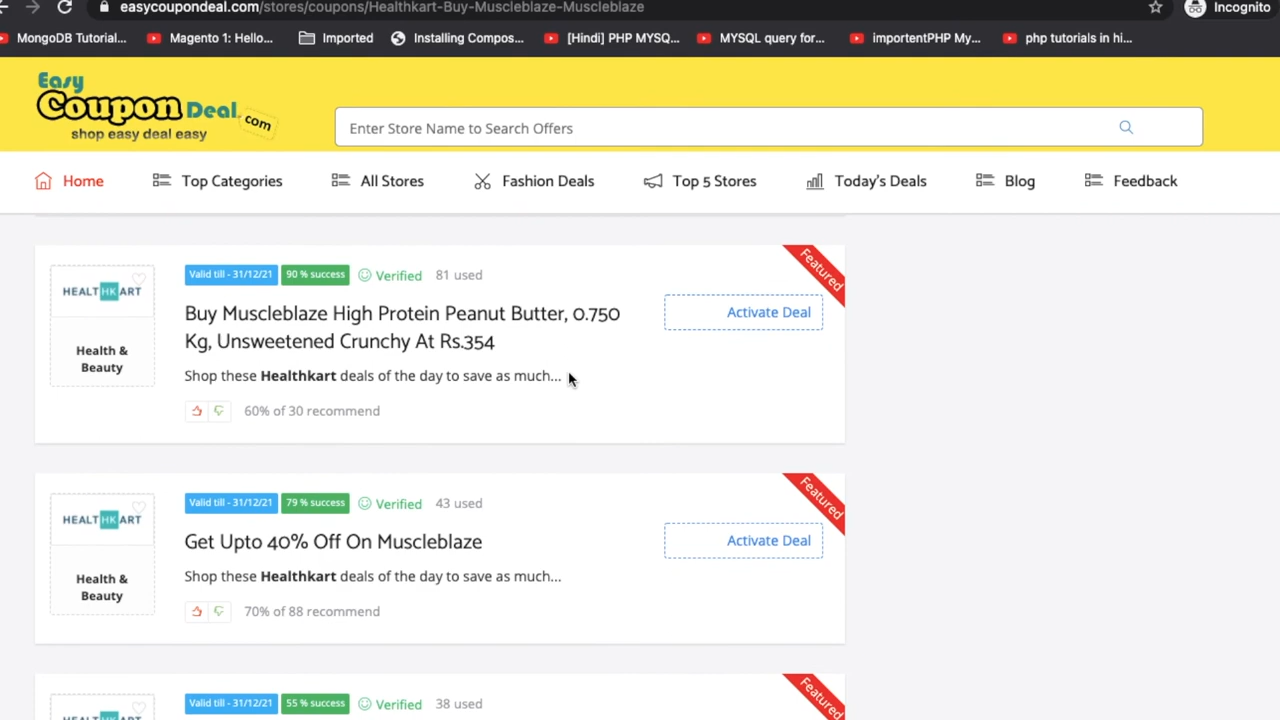 easycoupondeal.com/stores/coupons/Healthkart-Buy-Muscleblaze-Muscleblaze
Incognito
MongoDB Tutorial...
Magento 1: Hello...
Imported
Installing Compos...
[Hindi] PHP MYSQ...
MYSQL query for...
importentPHP My...
php tutorials in hi...
Easy
Coupon Deal.com
shop easy deal easy
Enter Store Name to Search Offers
Home
Top Categories
All Stores
Fashion Deals
Top 5 Stores
Today's Deals
Blog
Feedback
HEALTHKART
Health &
Beauty
Valid till - 31/12/21
90 % success
Verified
81 used
Featured
Buy Muscleblaze High Protein Peanut Butter, 0.750
Kg, Unsweetened Crunchy At Rs.354
Activate Deal
Shop these Healthkart deals of the day to save as much...
60% of 30 recommend
HEALTHKART
Health &
Beauty
Valid till - 31/12/21
79 % success
Verified
43 used
Featured
Get Upto 40% Off On Muscleblaze
Activate Deal
Shop these Healthkart deals of the day to save as much...
70% of 88 recommend
HEALTHKART
Valid till - 31/12/21
55 % success
Verified
38 used
Featured